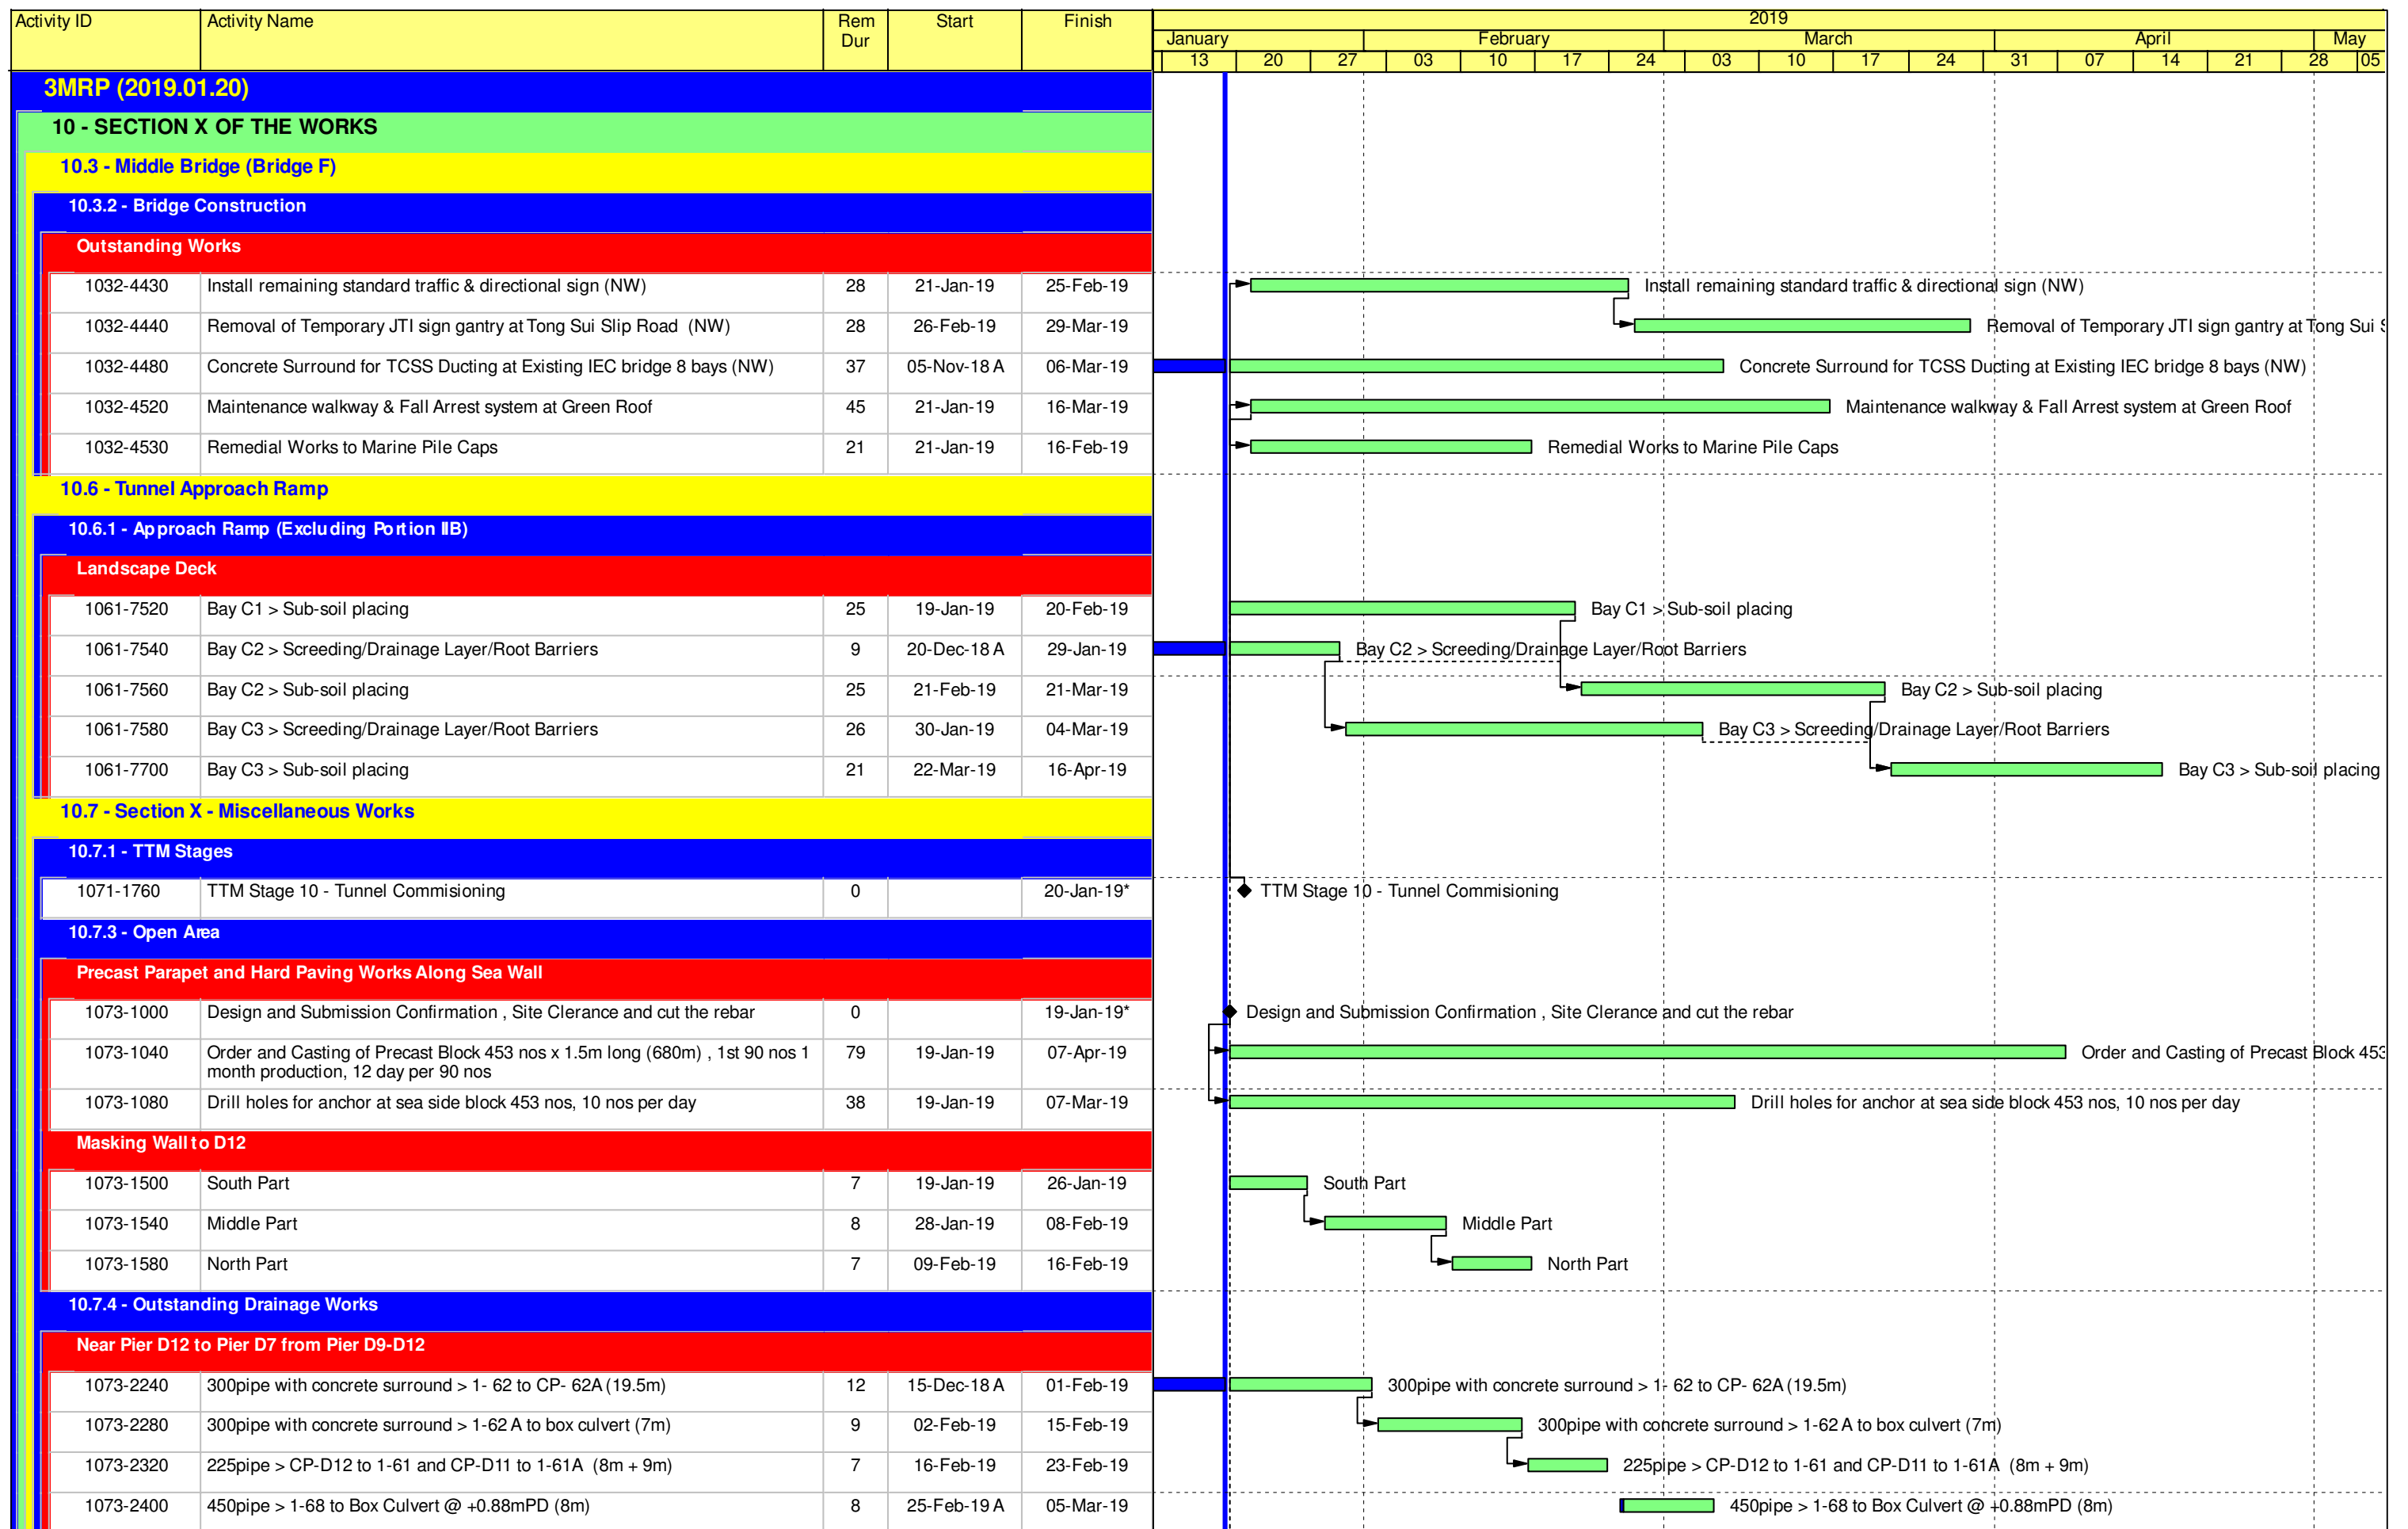 Activity ID Activity Name Rem Dur Start Finish 2019
January February March April May
13 20 27 03 10 17 24 03 10 17 24 31 07 14 21 28 05
3MRP (2019.01.20)
10 - SECTION X OF THE WORKS
10.3 - Middle Bridge (Bridge F)
10.3.2 - Bridge Construction
Outstanding Works
1032-4430 Install remaining standard traffic & directional sign (NW) 28 21-Jan-19 25-Feb-19 Install remaining standard traffic & directional sign (NW)
1032-4440 Removal of Temporary JTI sign gantry at Tong Sui Slip Road (NW) 28 26-Feb-19 29-Mar-19 Removal of Temporary JTI sign gantry at Tong Sui S
1032-4480 Concrete Surround for TCSS Ducting at Existing IEC bridge 8 bays (NW) 37 05-Nov-18 A 06-Mar-19 Concrete Surround for TCSS Ducting at Existing IEC bridge 8 bays (NW)
1032-4520 Maintenance walkway & Fall Arrest system at Green Roof 45 21-Jan-19 16-Mar-19 Maintenance walkway & Fall Arrest system at Green Roof
1032-4530 Remedial Works to Marine Pile Caps 21 21-Jan-19 16-Feb-19 Remedial Works to Marine Pile Caps
10.6 - Tunnel Approach Ramp
10.6.1 - Approach Ramp (Excluding Portion IIB)
Landscape Deck
1061-7520 Bay C1 > Sub-soil placing 25 19-Jan-19 20-Feb-19 Bay C1 > Sub-soil placing
1061-7540 Bay C2 > Screeding/Drainage Layer/Root Barriers 9 20-Dec-18 A 29-Jan-19 Bay C2 > Screeding/Drainage Layer/Root Barriers
1061-7560 Bay C2 > Sub-soil placing 25 21-Feb-19 21-Mar-19 Bay C2 > Sub-soil placing
1061-7580 Bay C3 > Screeding/Drainage Layer/Root Barriers 26 30-Jan-19 04-Mar-19 Bay C3 > Screeding/Drainage Layer/Root Barriers
1061-7700 Bay C3 > Sub-soil placing 21 22-Mar-19 16-Apr-19 Bay C3 > Sub-soil placing
10.7 - Section X - Miscellaneous Works
10.7.1 - TTM Stages
1071-1760 TTM Stage 10 - Tunnel Commisioning 0 20-Jan-19* TTM Stage 10 - Tunnel Commisioning
10.7.3 - Open Area
Precast Parapet and Hard Paving Works Along Sea Wall
1073-1000 Design and Submission Confirmation , Site Clerance and cut the rebar 0 19-Jan-19* Design and Submission Confirmation , Site Clerance and cut the rebar
1073-1040 Order and Casting of Precast Block 453 nos x 1.5m long (680m) , 1st 90 nos 1 79 19-Jan-19 07-Apr-19 Order and Casting of Precast Block 453
month production, 12 day per 90 nos
1073-1080 Drill holes for anchor at sea side block 453 nos, 10 nos per day 38 19-Jan-19 07-Mar-19 Drill holes for anchor at sea side block 453 nos, 10 nos per day
Masking Wall to D12
1073-1500 South Part 7 19-Jan-19 26-Jan-19 South Part
1073-1540 Middle Part 8 28-Jan-19 08-Feb-19 Middle Part
1073-1580 North Part 7 09-Feb-19 16-Feb-19 North Part
10.7.4 - Outstanding Drainage Works
Near Pier D12 to Pier D7 from Pier D9-D12
1073-2240 300pipe with concrete surround > 1- 62 to CP- 62A (19.5m) 12 15-Dec-18 A 01-Feb-19 300pipe with concrete surround > 1- 62 to CP- 62A (19.5m)
1073-2280 300pipe with concrete surround > 1-62 A to box culvert (7m) 9 02-Feb-19 15-Feb-19 300pipe with concrete surround > 1-62 A to box culvert (7m)
1073-2320 225pipe > CP-D12 to 1-61 and CP-D11 to 1-61A (8m + 9m) 7 16-Feb-19 23-Feb-19 225pipe > CP-D12 to 1-61 and CP-D11 to 1-61A (8m + 9m)
1073-2400 450pipe > 1-68 to Box Culvert @ +0.88mPD (8m) 8 25-Feb-19 A 05-Mar-19 450pipe > 1-68 to Box Culvert @ +0.88mPD (8m)